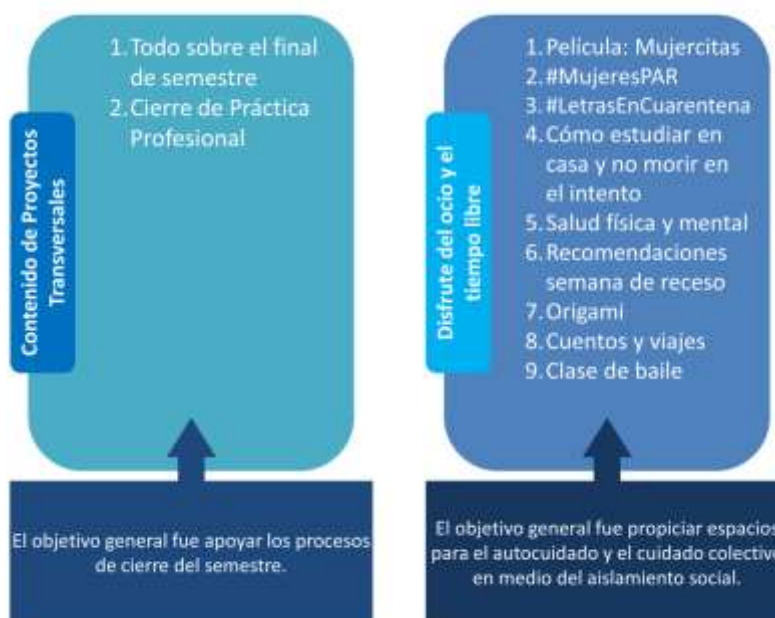 Contenido de Proyectos
Transversales
1. Todo sobre el final
de semestre
2. Cierre de Práctica
Profesional
El objetivo general fue apoyar los procesos
de cierre del semestre.
Disfrute del ocio y el
tiempo libre
1. Película: Mujercitas
2. #MujeresPAR
3. #LetrasEnCuarentena
4. Cómo estudiar en
casa y no morir en
el intento
5. Salud física y mental
6. Recomendaciones
semana de receso
7. Origami
8. Cuentos y viajes
9. Clase de baile
El objetivo general fue propiciar espacios
para el autocuidado y el cuidado colectivo
en medio del aislamiento social.